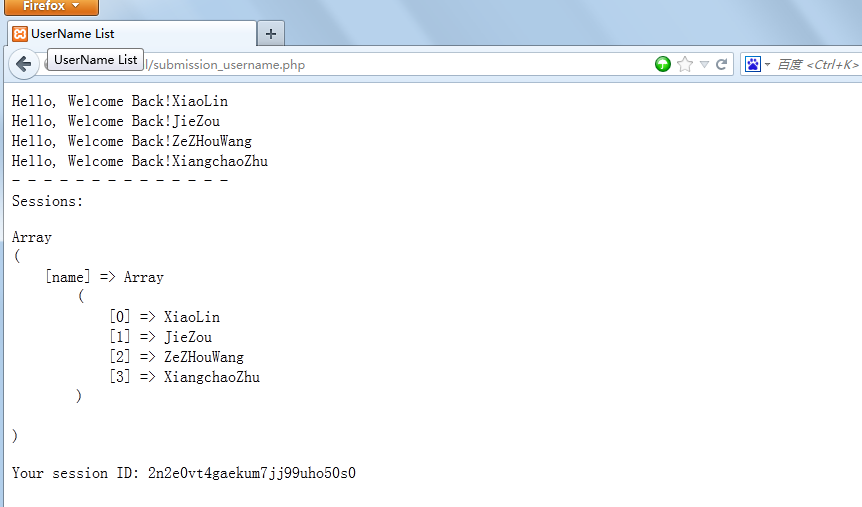 Firefox
UserName List
UserName List
l/submission_username.php
百度 <Ctrl+K>
Hello, Welcome Back!XiaoLin
Hello, Welcome Back!JieZou
Hello, Welcome Back!ZeZHouWang
Hello, Welcome Back!XiangchaoZhu
- - - - - - - - - - - - - -
Sessions:
Array
(
[name] => Array
(
[0] => XiaoLin
[1] => JieZou
[2] => ZeZHouWang
[3] => XiangchaoZhu
)
)
Your session ID: 2n2e0vt4gaekum7jj99uho50s0